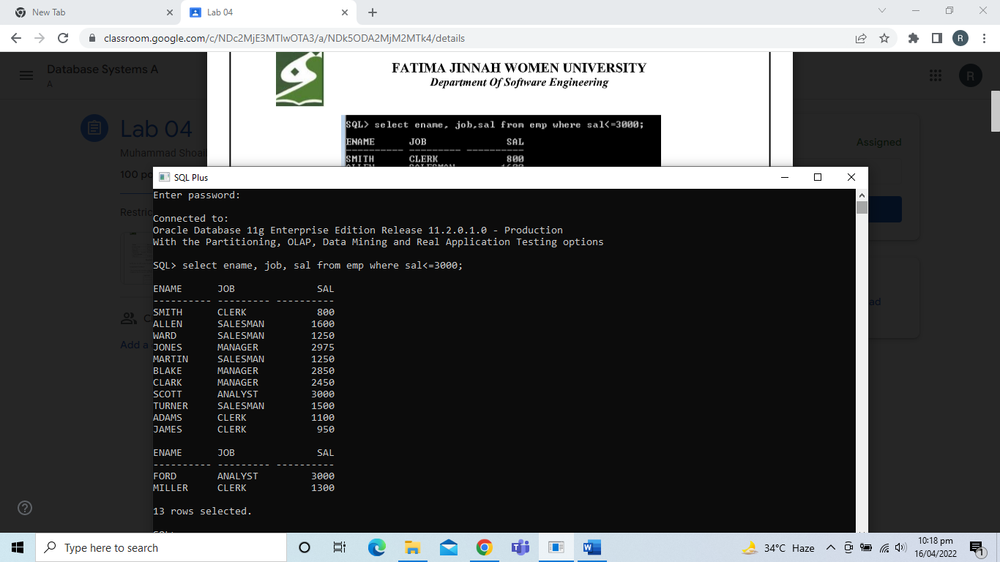 New Tab
Lab 04
classroom.google.com/c/NDc2MjE3MTIwOTA3/a/NDk5ODA2MjM2MTk4/details
R
Database Systems A
A
R
FATIMA JINNAH WOMEN UNIVERSITY
Department Of Software Engineering
Lab 04
Muhammad Shoai
100 po
Restric
Assigned
Add a
SQL> select ename, job,sal from emp where sal<=3000;
ENAME JOB SAL
---------- --------- ----------
SMITH CLERK 800
ALLEN SALESMAN 1600
SQL Plus
Enter password:
Connected to:
Oracle Database 11g Enterprise Edition Release 11.2.0.1.0 - Production
With the Partitioning, OLAP, Data Mining and Real Application Testing options
SQL> select ename, job, sal from emp where sal<=3000;
ENAME JOB SAL
---------- --------- ----------
SMITH CLERK 800
ALLEN SALESMAN 1600
WARD SALESMAN 1250
JONES MANAGER 2975
MARTIN SALESMAN 1250
BLAKE MANAGER 2850
CLARK MANAGER 2450
SCOTT ANALYST 3000
TURNER SALESMAN 1500
ADAMS CLERK 1100
JAMES CLERK 950
ENAME JOB SAL
---------- --------- ----------
FORD ANALYST 3000
MILLER CLERK 1300
13 rows selected.
SQL>
Type here to search
34°C Haze
10:18 pm
16/04/2022
1